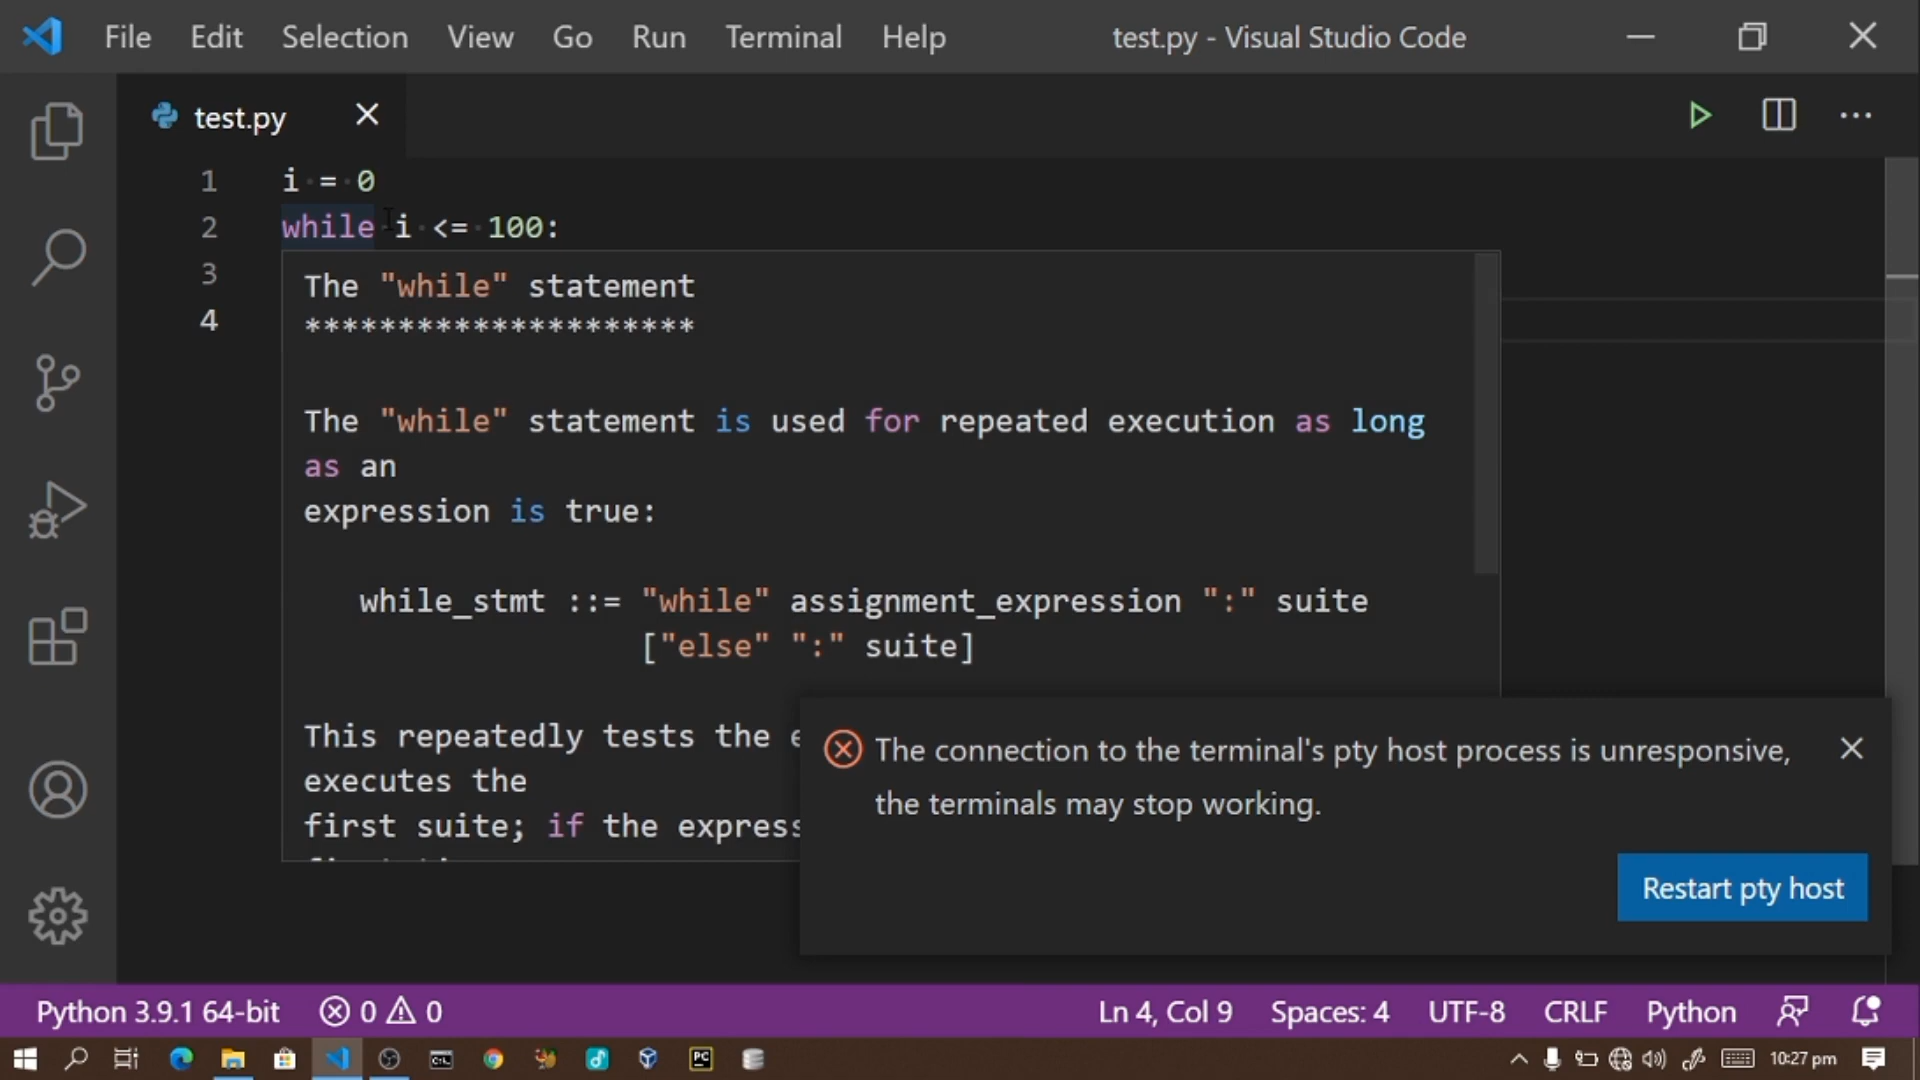 File Edit Selection View Go Run Terminal Help test.py - Visual Studio Code
test.py
1 i = 0
2 while i <= 100:
3
4
The "while" statement
*********************
The "while" statement is used for repeated execution as long
as an
expression is true:
while_stmt ::= "while" assignment_expression ":" suite
["else" ":" suite]
This repeatedly tests the
executes the
first suite; if the
The connection to the terminal's pty host process is unresponsive,
the terminals may stop working.
Restart pty host
Python 3.9.1 64-bit 0 0 Ln 4, Col 9 Spaces: 4 UTF-8 CRLF Python
PC 10:27 pm